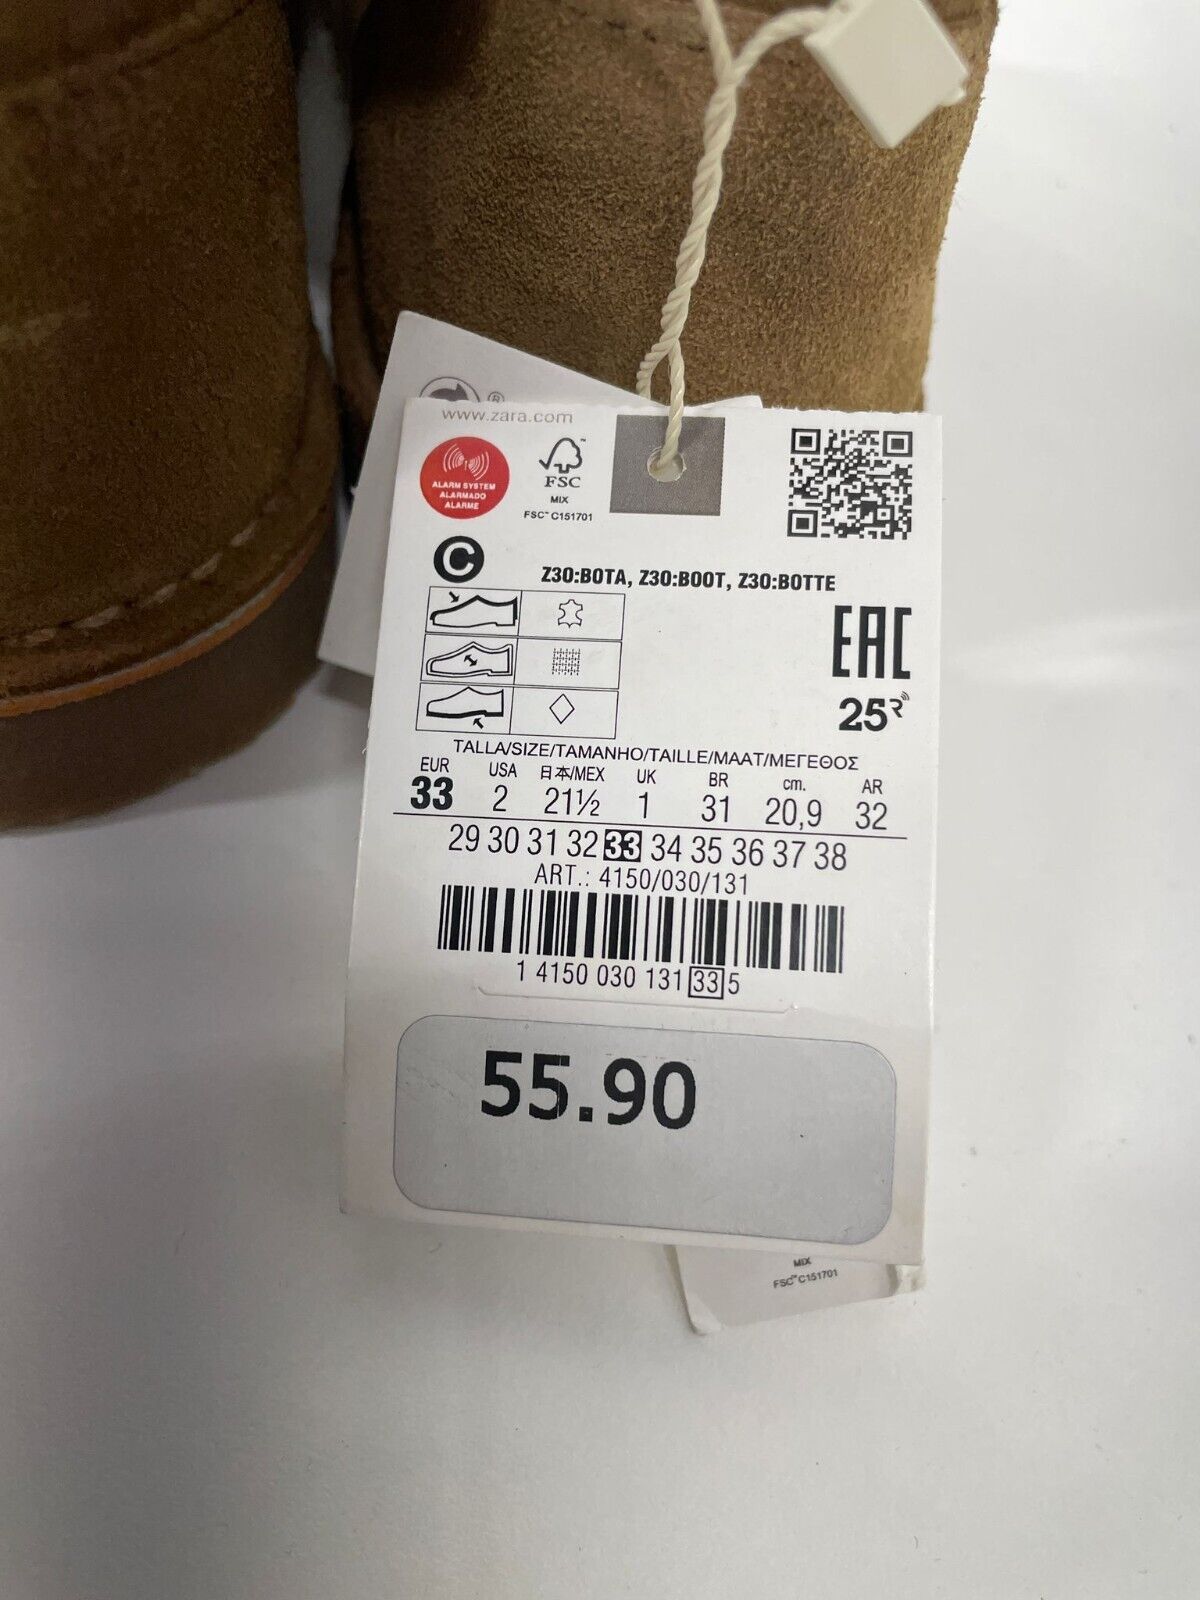 ®
www.zara.com
ALARM SYSTEM
ALARMADO
ALARME
FSC™
MIX
FSC™ C151701
C
Z30:BOTA, Z30:BOOT, Z30:BOTTE
EAC
25R
TALLA/SIZE/TAMANHO/TAILLE/MAAT/ΜΕΓΕΘΟΣ
EUR USA 日本/MEX UK BR cm. AR
33 2 21½ 1 31 20,9 32
29 30 31 32 33 34 35 36 37 38
ART.: 4150/030/131
1 4150 030 131 33 5
55.90
MIX
FSC™ C151701